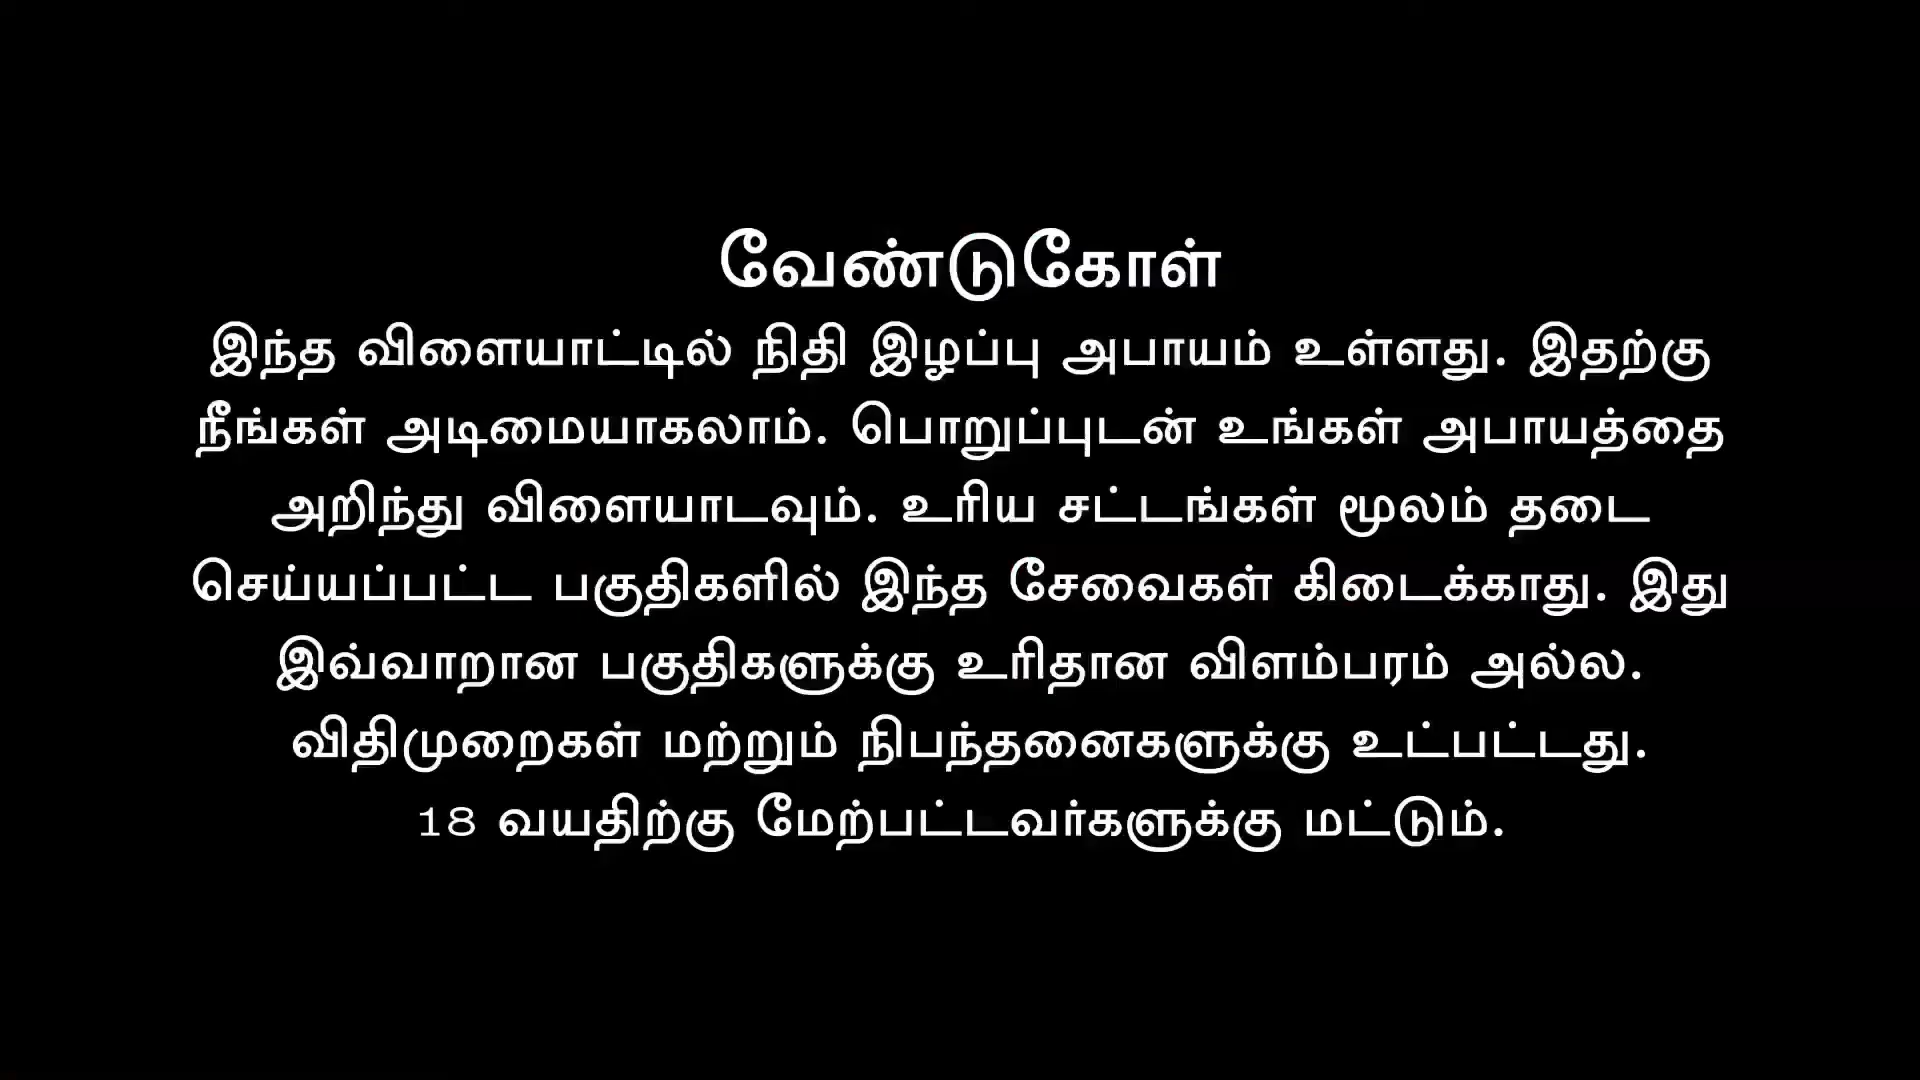 வேண்டுகோள்
இந்த விளையாட்டில் நிதி இழப்பு அபாயம் உள்ளது. இதற்கு
நீங்கள் அடிமையாகலாம். பொறுப்புடன் உங்கள் அபாயத்தை
அறிந்து விளையாடவும். உரிய சட்டங்கள் மூலம் தடை
செய்யப்பட்ட பகுதிகளில் இந்த சேவைகள் கிடைக்காது. இது
இவ்வாறான பகுதிகளுக்கு உரிதான விளம்பரம் அல்ல.
விதிமுறைகள் மற்றும் நிபந்தனைகளுக்கு உட்பட்டது.
18 வயதிற்கு மேற்பட்டவர்களுக்கு மட்டும்.